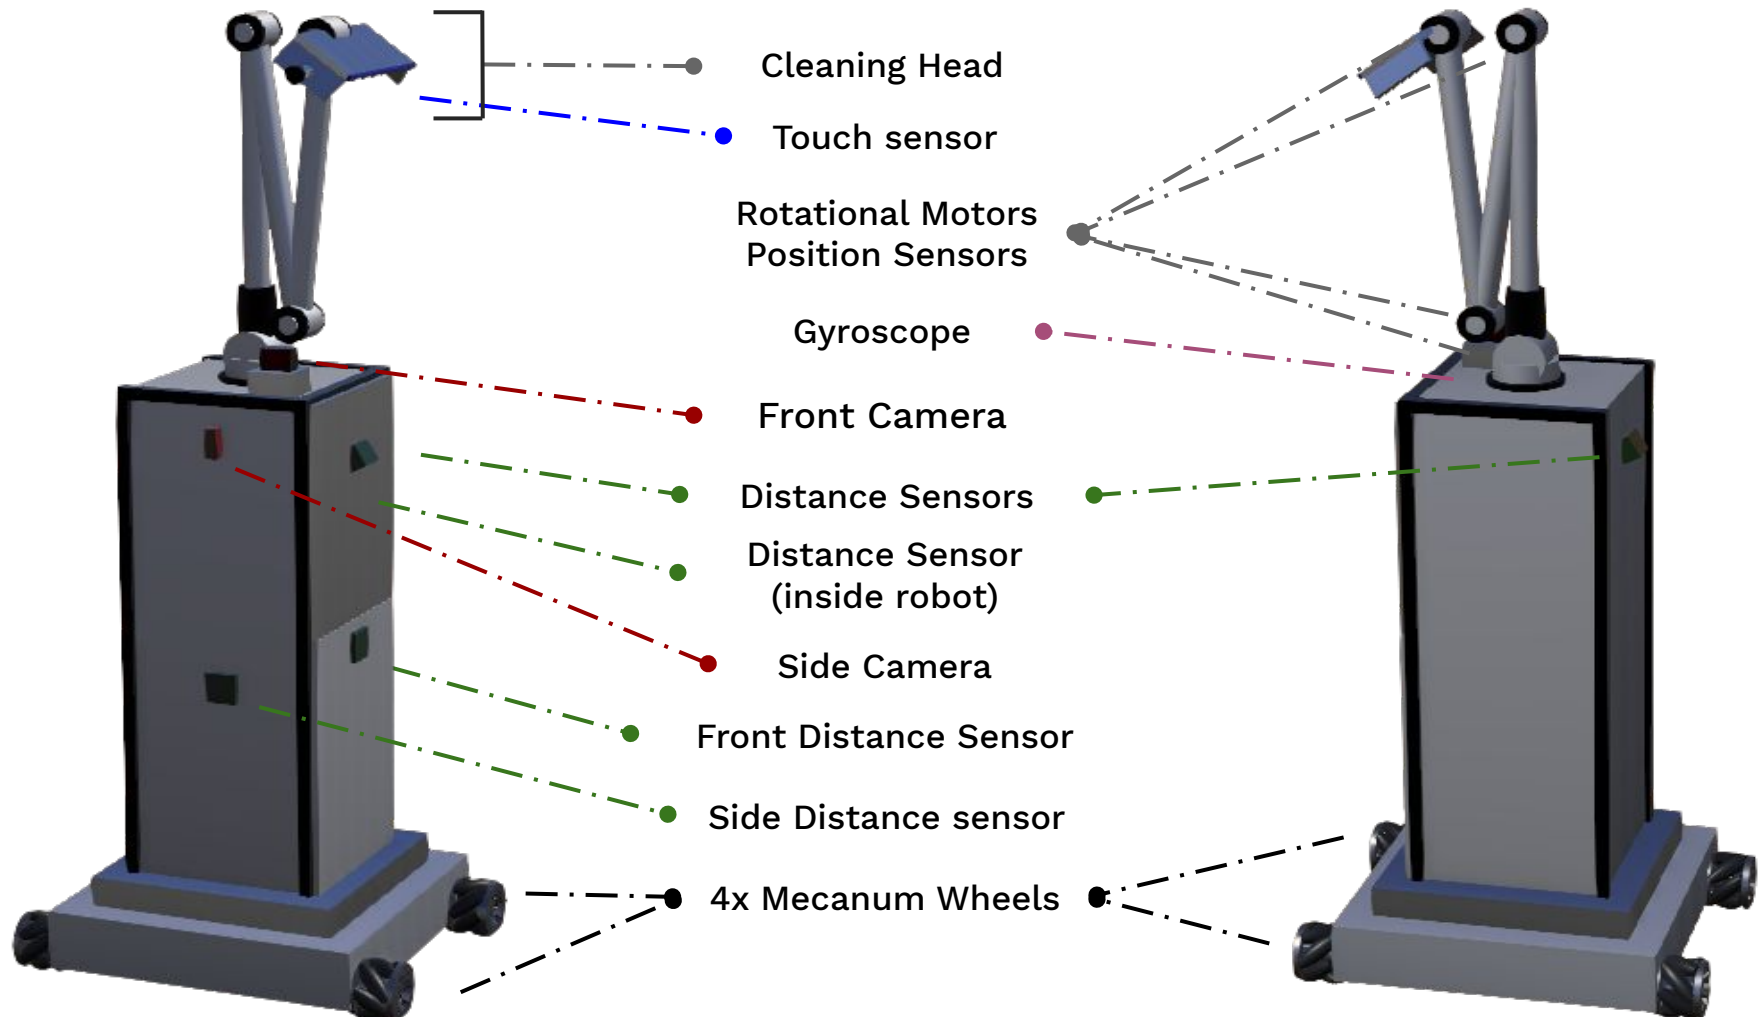 Cleaning Head
Touch sensor
Rotational Motors
Position Sensors
Gyroscope
Front Camera
Distance Sensors
Distance Sensor
(inside robot)
Side Camera
Front Distance Sensor
Side Distance sensor
4x Mecanum Wheels